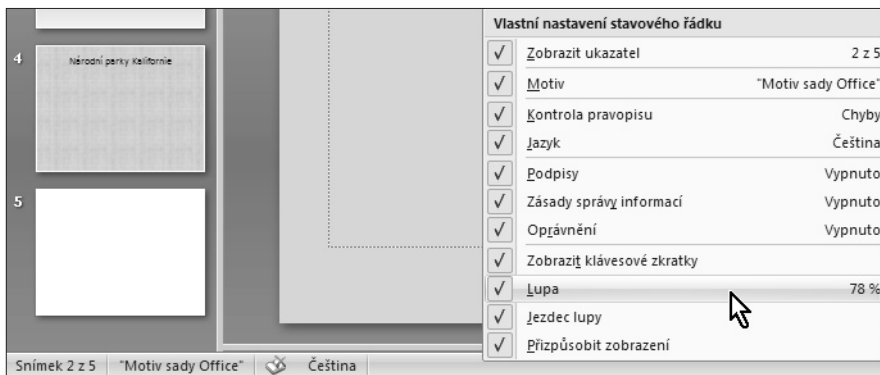 4
Národní parky Kalifornie
5
Vlastní nastavení stavového řádku
Zobrazit ukazatel 2 z 5
Motiv "Motiv sady Office"
Kontrola pravopisu Chyby
Jazyk Čeština
Podpisy Vypnuto
Zásady správy informací Vypnuto
Oprávnění Vypnuto
Zobrazit klávesové zkratky
Lupa 78 %
Jezdec lupy
Přizpůsobit zobrazení
Snímek 2 z 5 "Motiv sady Office" Čeština